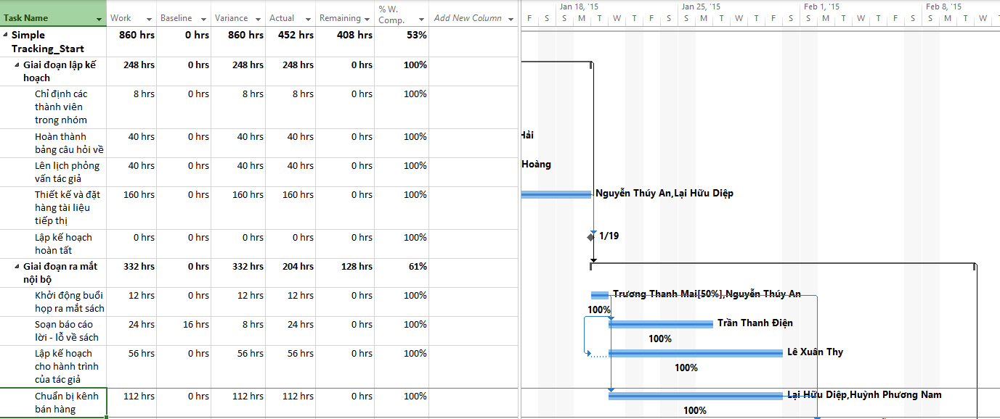 Task Name Work Baseline Variance Actual Remaining % W. Comp. Add New Column
Jan 18, '15 Jan 25, '15 Feb 1, '15 Feb 8, '15
F S S M T W T F S S M T W T F S S M T W T F S S M T W T
Simple Tracking_Start 860 hrs 0 hrs 860 hrs 452 hrs 408 hrs 53%
Giai đoạn lập kế hoạch 248 hrs 0 hrs 248 hrs 248 hrs 0 hrs 100%
Chỉ định các thành viên trong nhóm 8 hrs 0 hrs 8 hrs 8 hrs 0 hrs 100%
Hoàn thành bảng câu hỏi về 40 hrs 0 hrs 40 hrs 40 hrs 0 hrs 100%
Hải
Lên lịch phỏng vấn tác giả 40 hrs 0 hrs 40 hrs 40 hrs 0 hrs 100%
Hoàng
Thiết kế và đặt hàng tài liệu tiếp thị 160 hrs 0 hrs 160 hrs 160 hrs 0 hrs 100%
Nguyễn Thúy An,Lại Hữu Diệp
Lập kế hoạch hoàn tất 0 hrs 0 hrs 0 hrs 0 hrs 0 hrs 100%
1/19
Giai đoạn ra mắt nội bộ 332 hrs 0 hrs 332 hrs 204 hrs 128 hrs 61%
Khởi động buổi họp ra mắt sách 12 hrs 0 hrs 12 hrs 12 hrs 0 hrs 100%
Trương Thanh Mai[50%],Nguyễn Thúy An
100%
Soạn báo cáo lời - lỗ về sách 24 hrs 16 hrs 8 hrs 24 hrs 0 hrs 100%
Trần Thanh Điện
100%
Lập kế hoạch cho hành trình của tác giả 56 hrs 0 hrs 56 hrs 56 hrs 0 hrs 100%
Lê Xuân Thy
100%
Chuẩn bị kênh bán hàng 112 hrs 0 hrs 112 hrs 112 hrs 0 hrs 100%
Lại Hữu Diệp,Huỳnh Phương Nam
100%